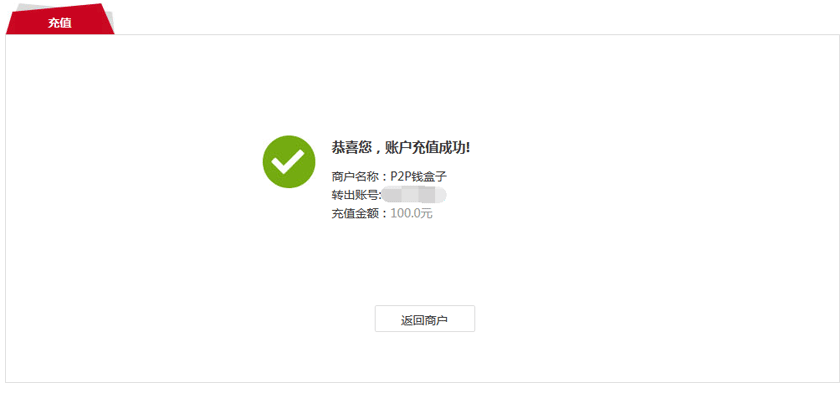 充值
恭喜您，账户充值成功!
商户名称：P2P钱盒子
转出账号:
充值金额：100.0元
返回商户